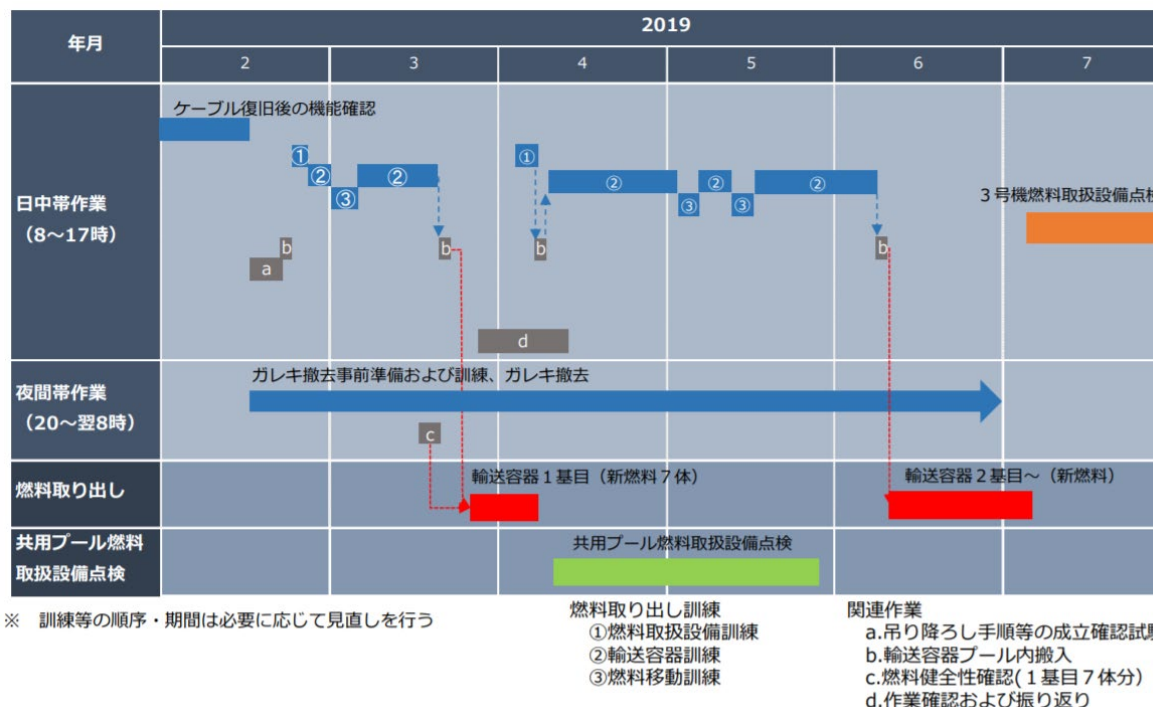 年月
2019
2 3 4 5 6 7
ケーブル復旧後の機能確認
① ② ③ ② ① ② ③ ② ③ ②
日中帯作業
（8～17時）
3号機燃料取扱設備点検
a b b b b
d
夜間帯作業
（20～翌8時）
ガレキ撤去事前準備および訓練、ガレキ撤去
c
燃料取り出し
輸送容器１基目（新燃料７体）
輸送容器２基目～（新燃料）
共用プール燃料
取扱設備点検
共用プール燃料取扱設備点検
※　訓練等の順序・期間は必要に応じて見直しを行う
燃料取り出し訓練
①燃料取扱設備訓練
②輸送容器訓練
③燃料移動訓練
関連作業
a.吊り降ろし手順等の成立確認試験
b.輸送容器プール内搬入
c.燃料健全性確認(１基目７体分）
d.作業確認および振り返り